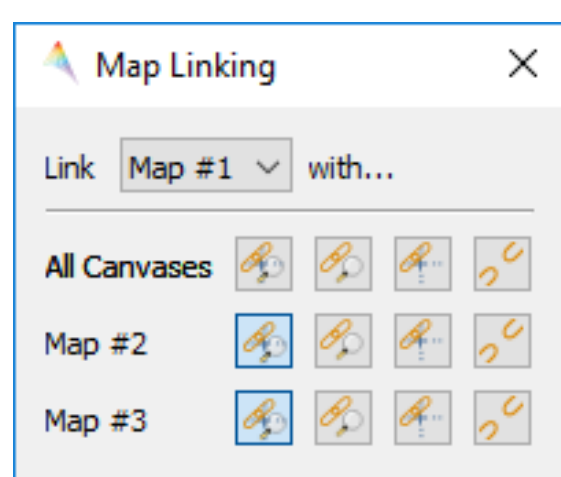 Map Linking
Link Map #1 with...
All Canvases
Map #2
Map #3